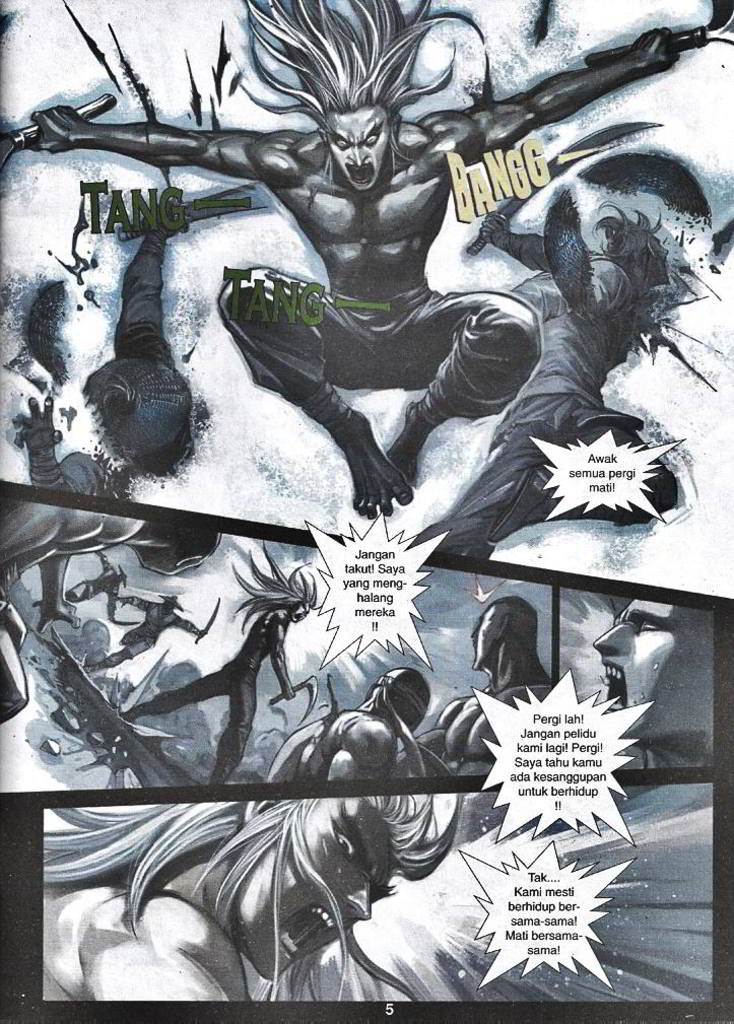 BANGG
TANG
TANG
Awak
semua pergi
mati!
Jangan
takut! Saya
yang meng-
halang
mereka
!!
Pergi lah!
Jangan pelidu
kami lagi! Pergi!
Saya tahu kamu
ada kesanggupan
untuk berhidup
!!
Tak....
Kami mesti
berhidup ber-
sama-sama!
Mati bersama-
sama!
5